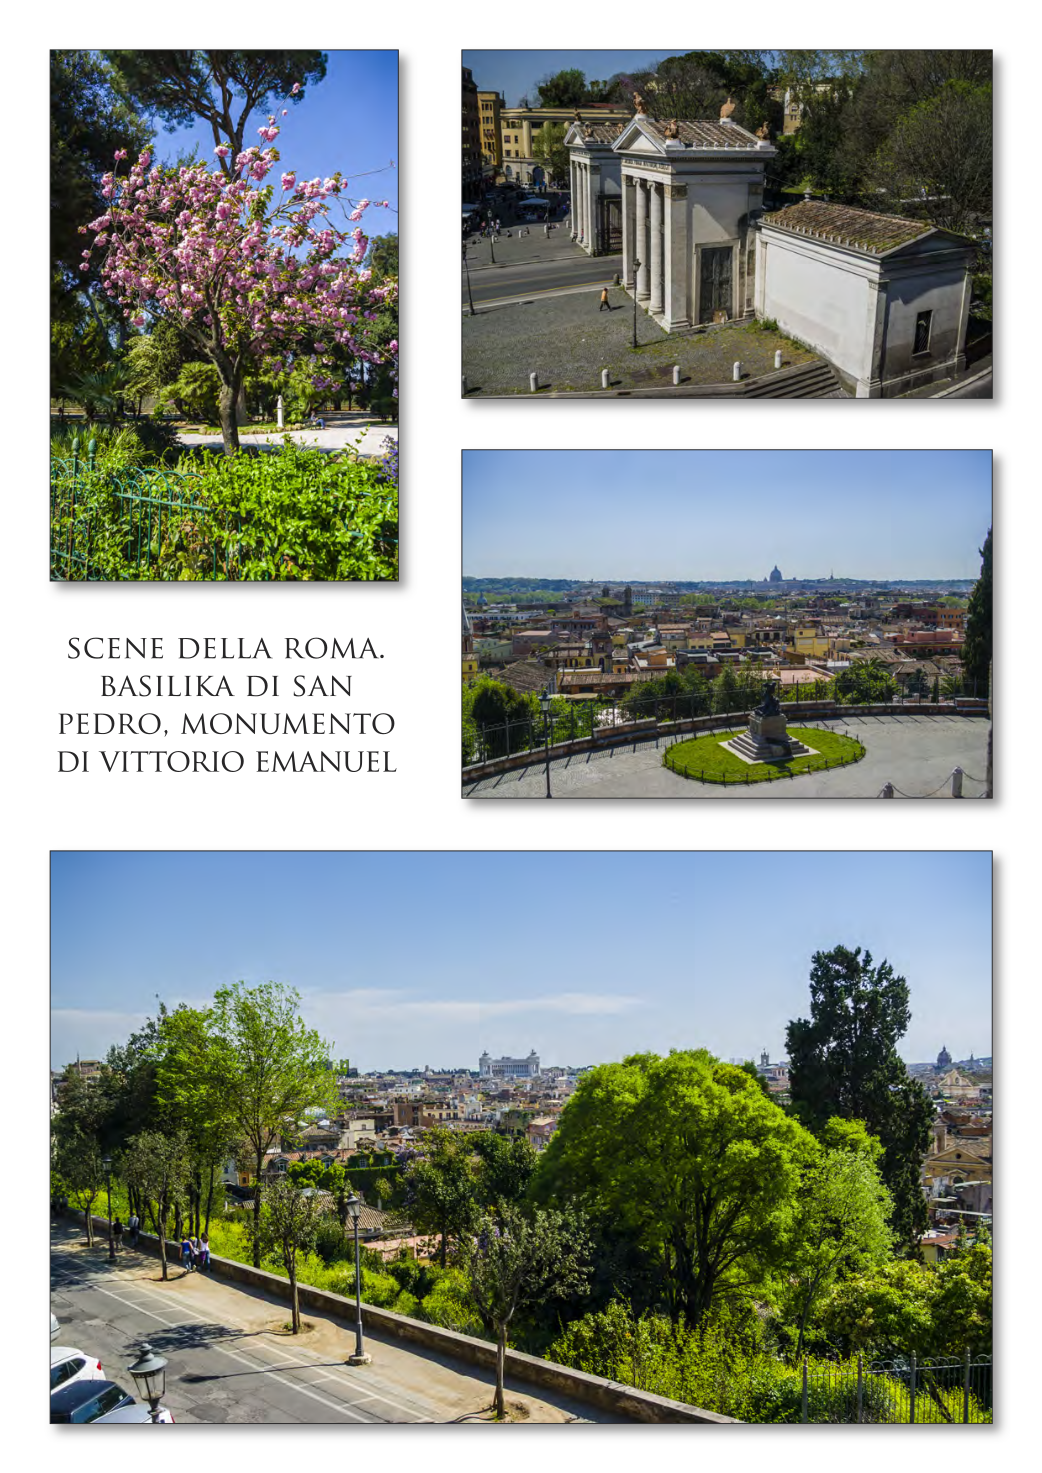 SCENE DELLA ROMA.
BASILIKA DI SAN
PEDRO, MONUMENTO
DI VITTORIO EMANUEL